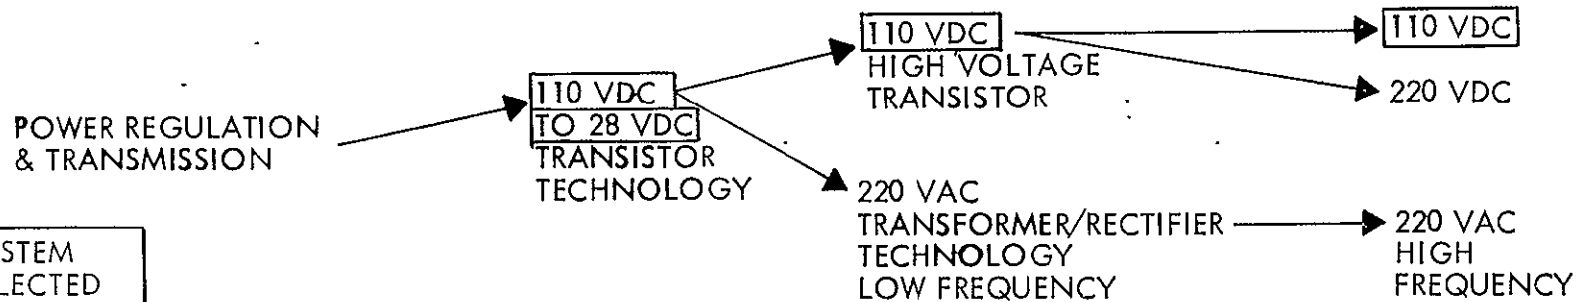 POWER REGULATION
& TRANSMISSION
110 VDC
TO 28 VDC
TRANSISTOR
TECHNOLOGY
110 VDC
HIGH VOLTAGE
TRANSISTOR
220 VAC
TRANSFORMER/RECTIFIER
TECHNOLOGY
LOW FREQUENCY
110 VDC
220 VDC
220 VAC
HIGH
FREQUENCY
STEM
LECTED